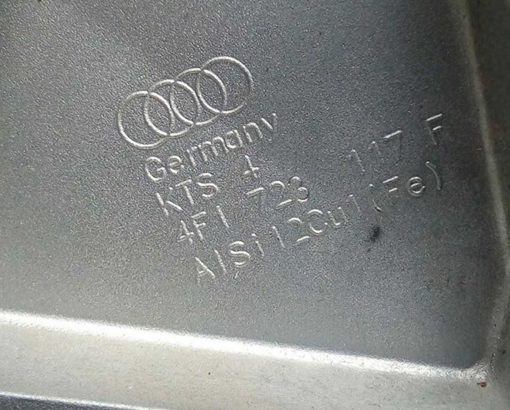 Germany
KTS 4
4F1 723 117 F
AlSi12Cu1(Fe)